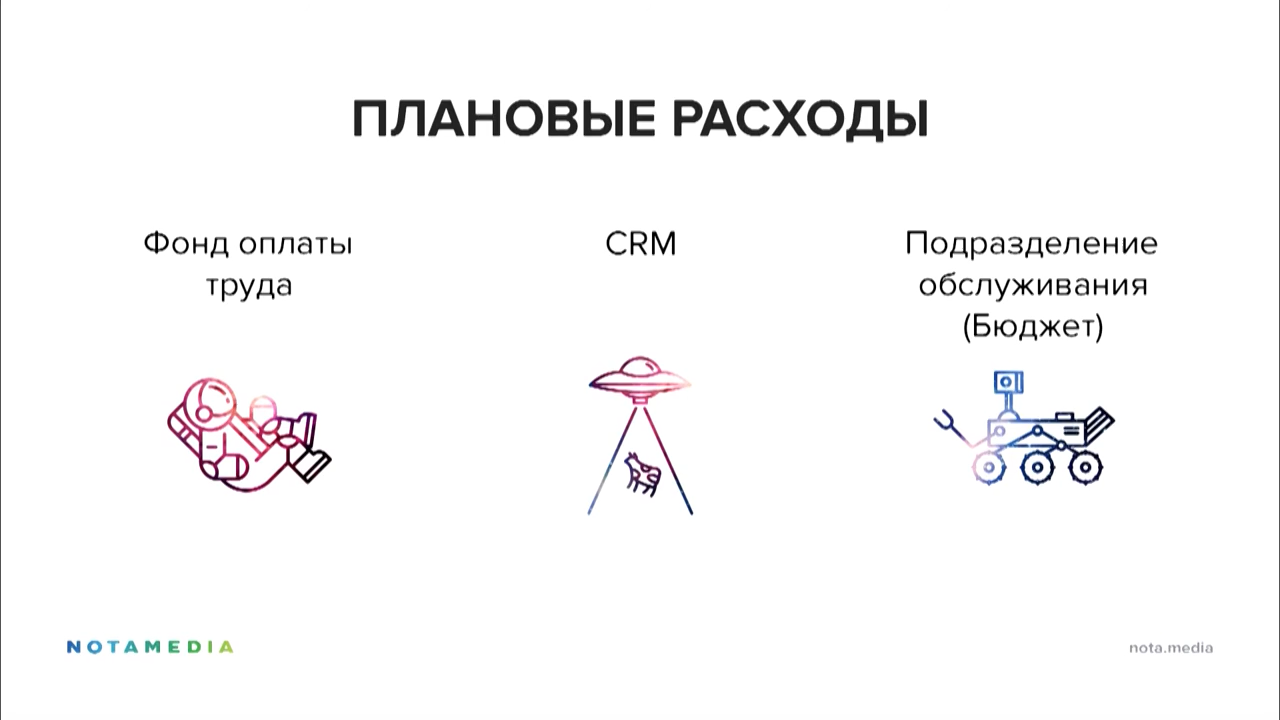 ПЛАНОВЫЕ РАСХОДЫ
Фонд оплаты
труда
CRM
Подразделение
обслуживания
(Бюджет)
NOTAMEDIA
nota.media